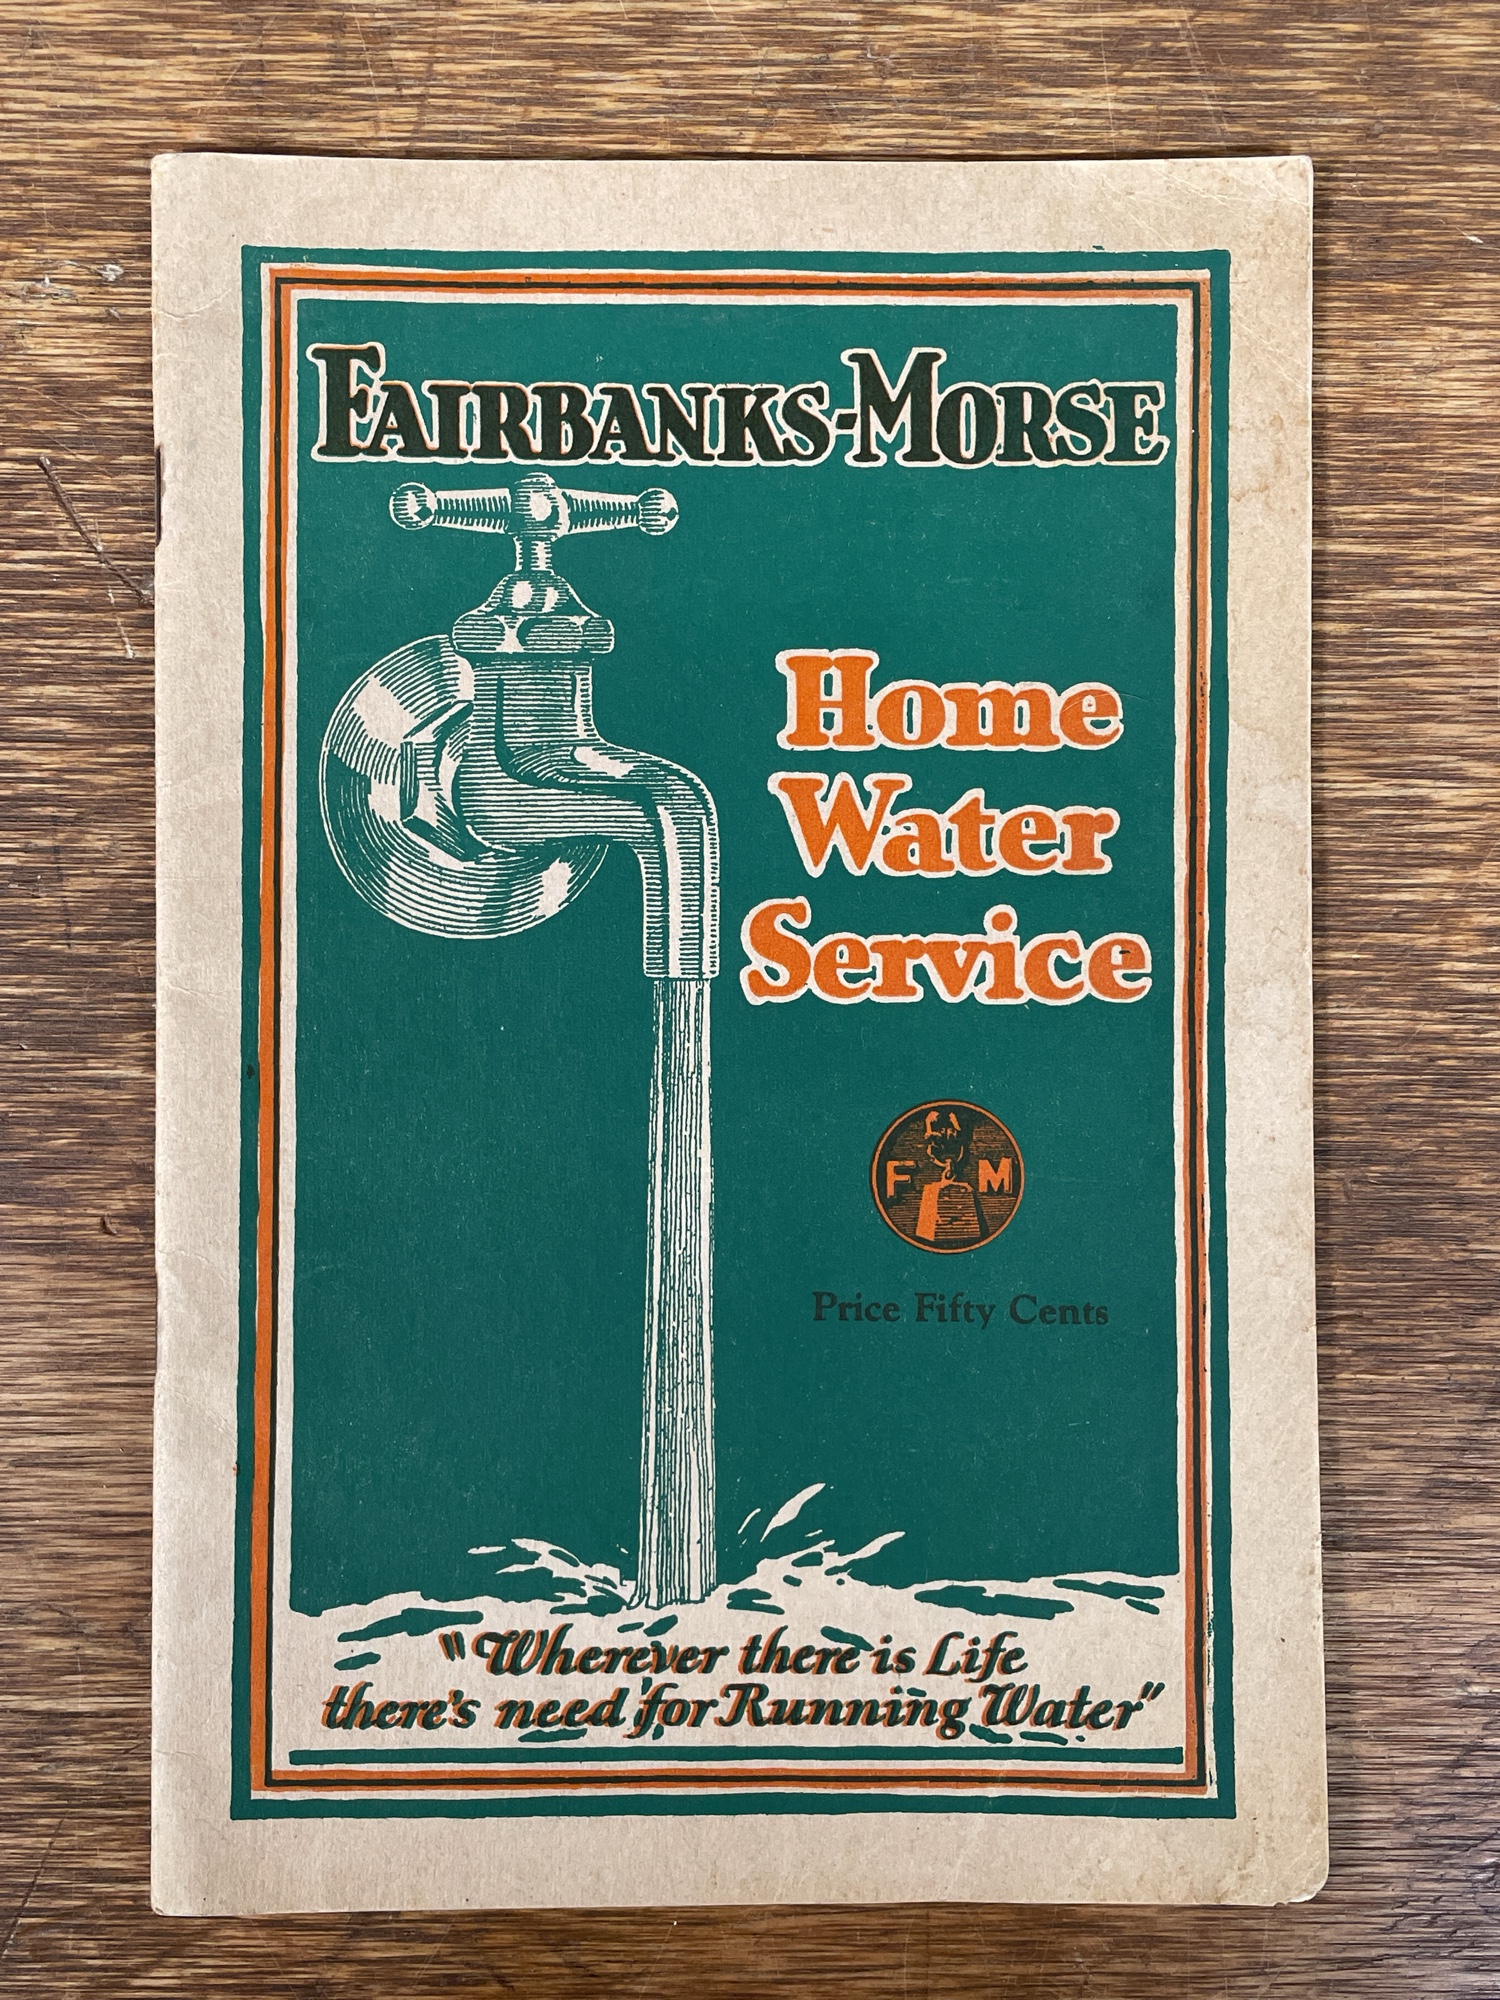 FAIRBANKS-MORSE
Home
Water
Service
F M
Price Fifty Cents
"Wherever there is Life
there's need for Running Water"